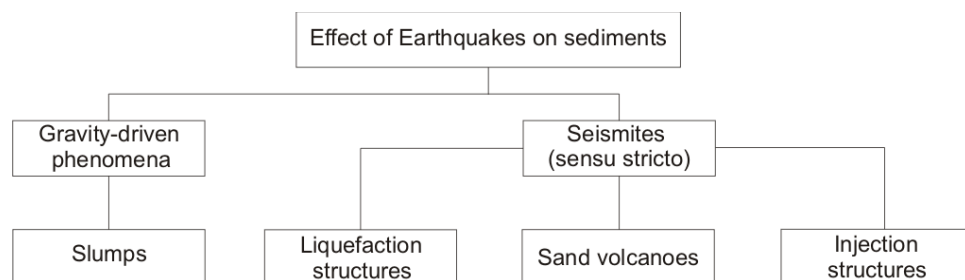 Effect of Earthquakes on sediments
Gravity-driven
phenomena
Seismites
(sensu stricto)
Slumps
Liquefaction
structures
Sand volcanoes
Injection
structures